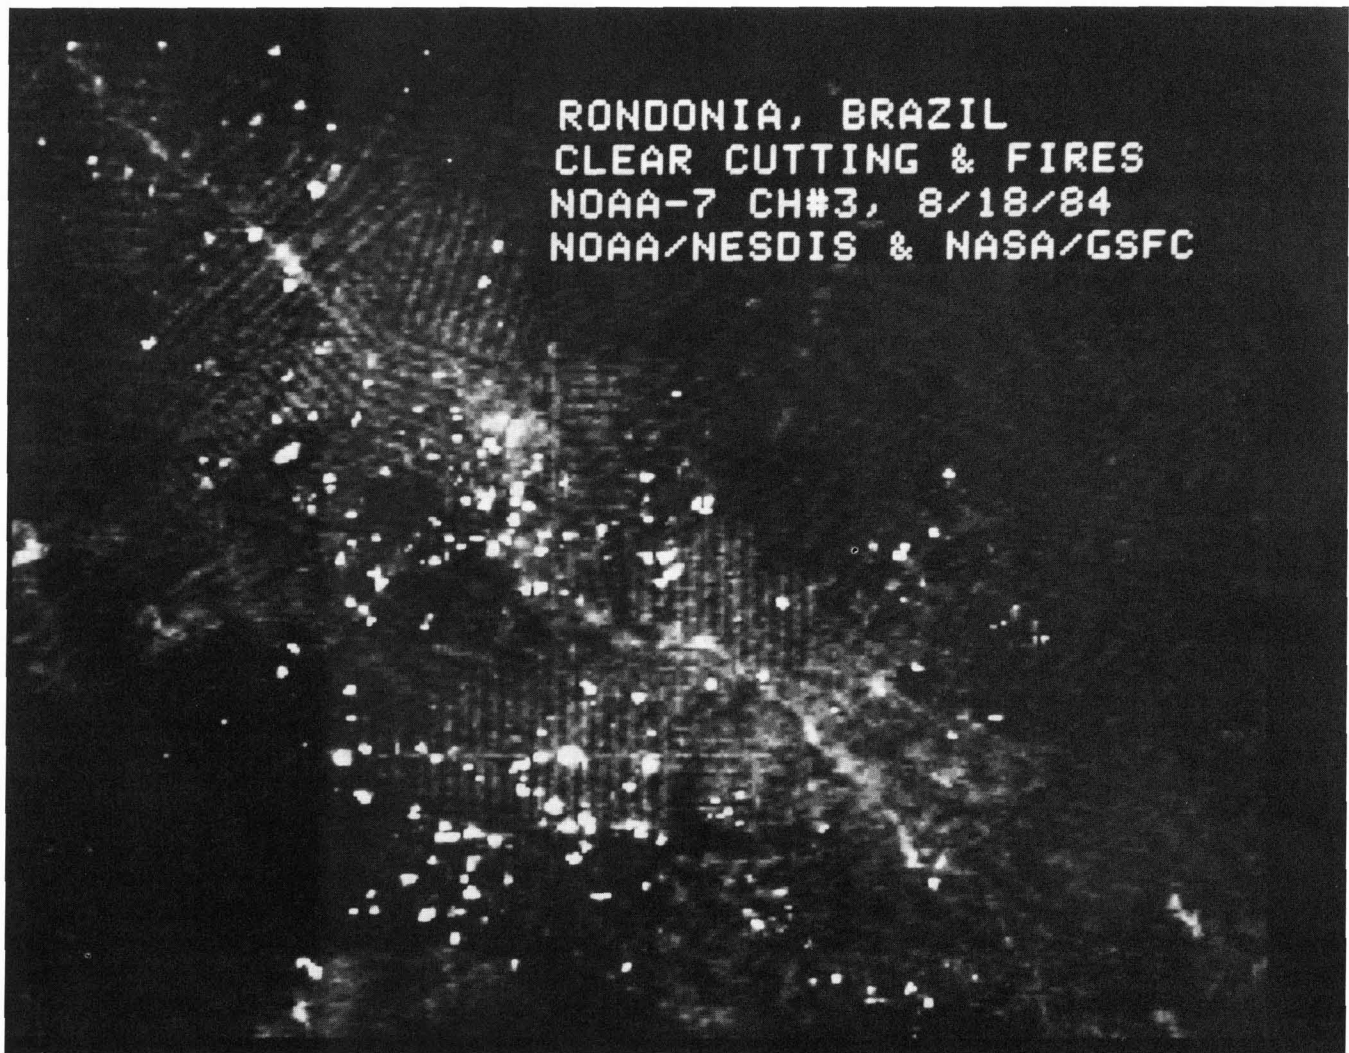 RONDONIA, BRAZIL
CLEAR CUTTING & FIRES
NOAA-7 CH#3, 8/18/84
NOAA/NESDIS & NASA/GSFC